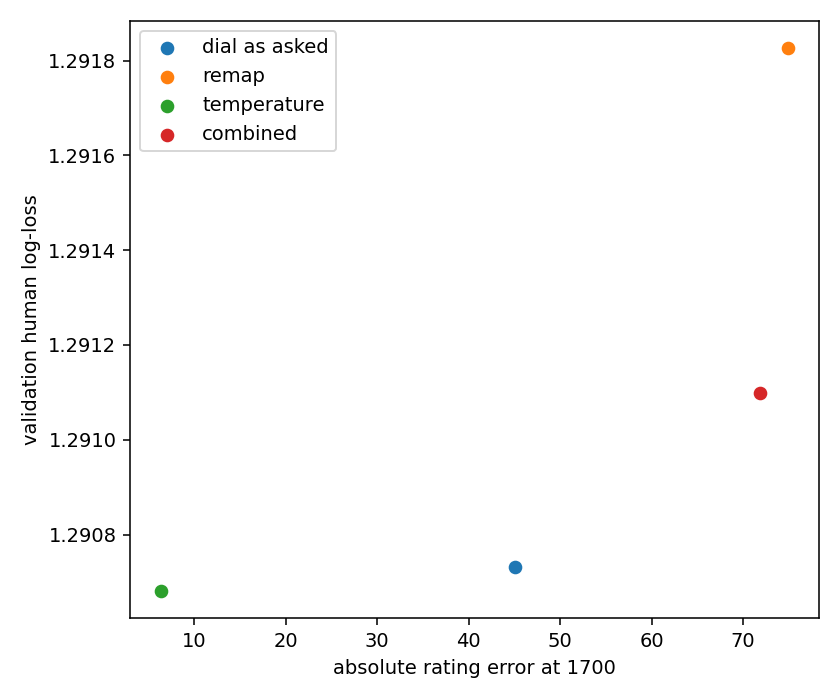 dial as asked
remap
temperature
combined
1.2918
1.2916
1.2914
1.2912
1.2910
1.2908
validation human log-loss
10 20 30 40 50 60 70
absolute rating error at 1700